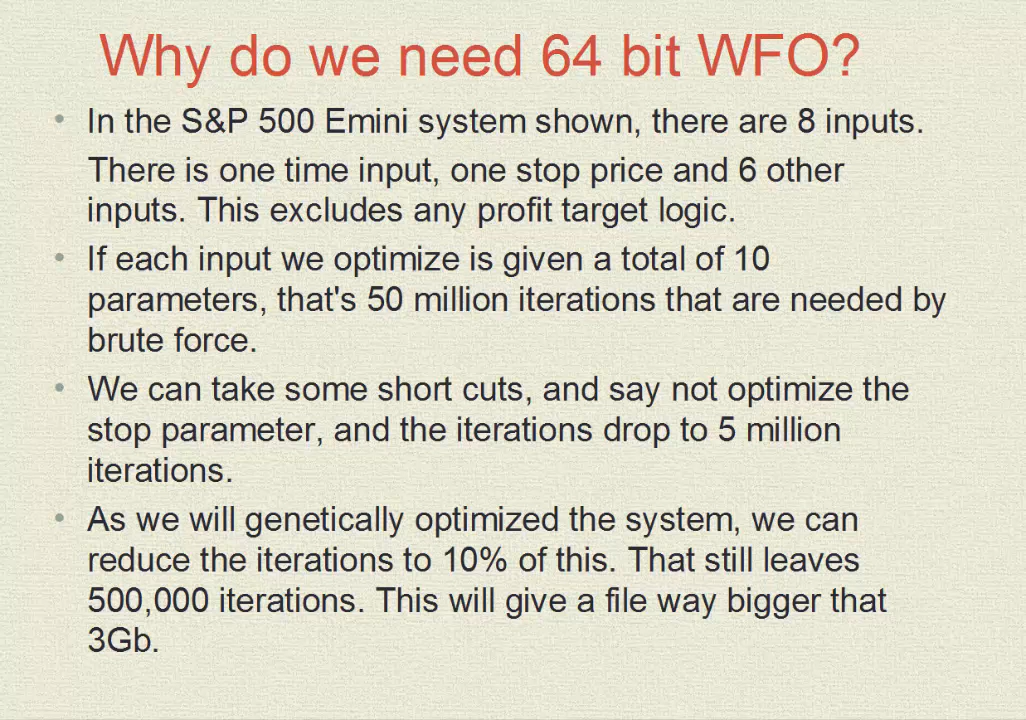 Why do we need 64 bit WFO?
• In the S&P 500 Emini system shown, there are 8 inputs.
There is one time input, one stop price and 6 other
inputs. This excludes any profit target logic.
• If each input we optimize is given a total of 10
parameters, that's 50 million iterations that are needed by
brute force.
• We can take some short cuts, and say not optimize the
stop parameter, and the iterations drop to 5 million
iterations.
• As we will genetically optimized the system, we can
reduce the iterations to 10% of this. That still leaves
500,000 iterations. This will give a file way bigger that
3Gb.